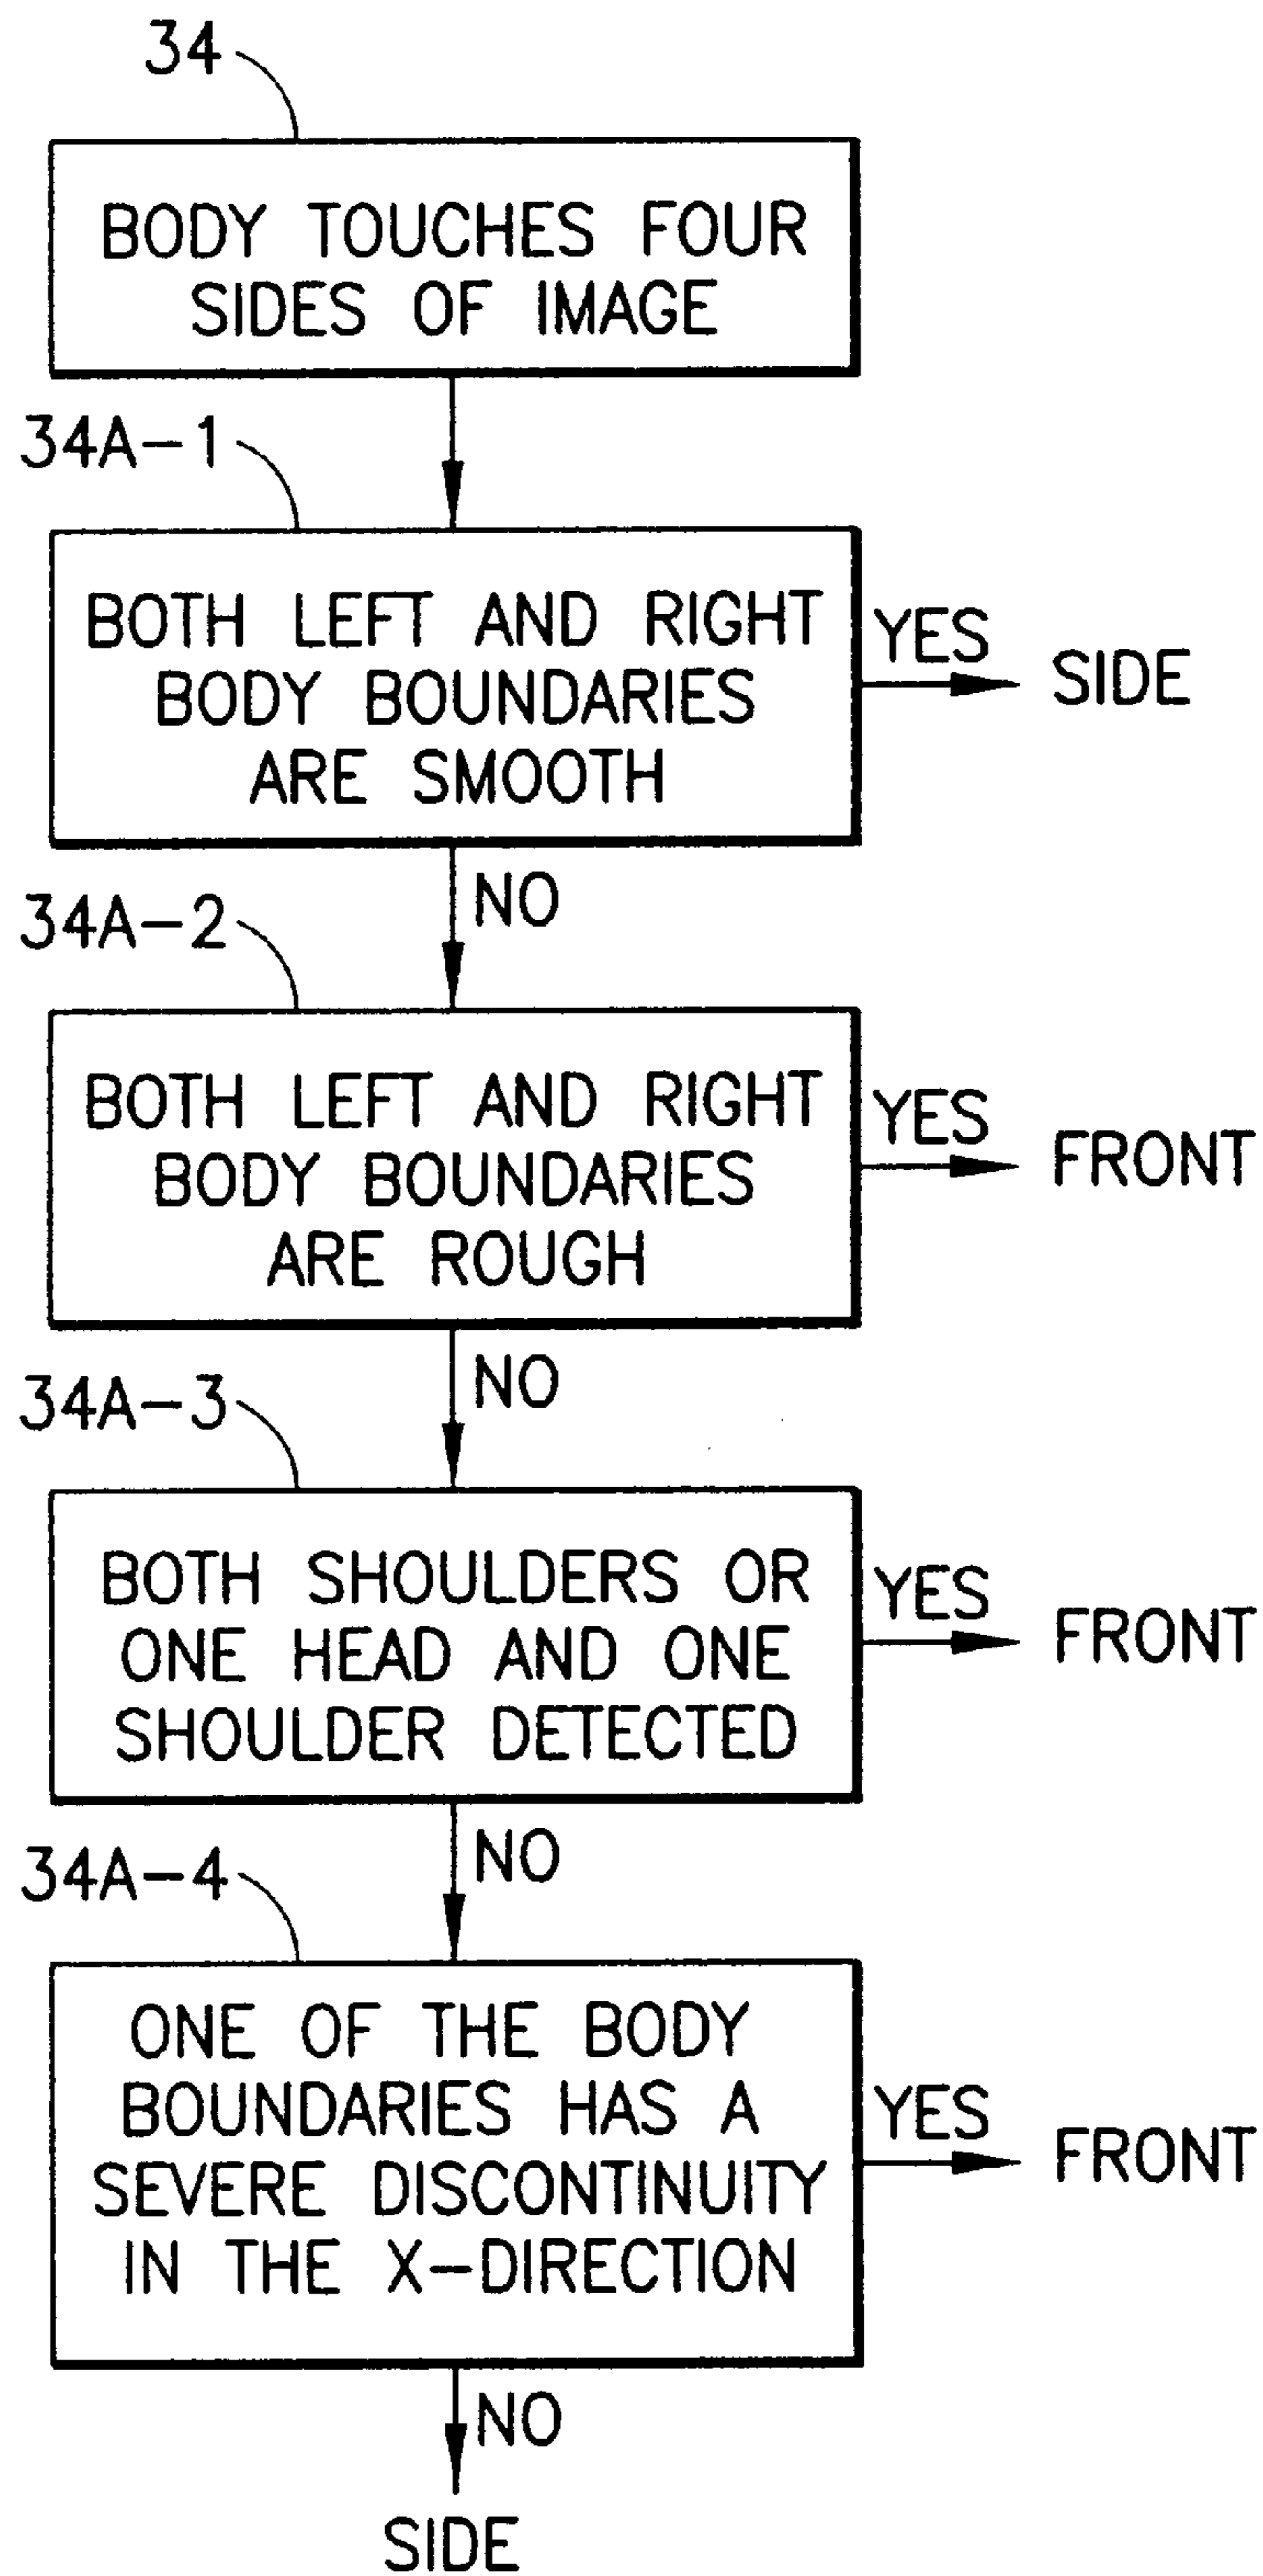 34
BODY TOUCHES FOUR
SIDES OF IMAGE
34A-1
BOTH LEFT AND RIGHT
BODY BOUNDARIES
ARE SMOOTH
YES
SIDE
NO
34A-2
BOTH LEFT AND RIGHT
BODY BOUNDARIES
ARE ROUGH
YES
FRONT
NO
34A-3
BOTH SHOULDERS OR
ONE HEAD AND ONE
SHOULDER DETECTED
YES
FRONT
NO
34A-4
ONE OF THE BODY
BOUNDARIES HAS A
SEVERE DISCONTINUITY
IN THE X-DIRECTION
YES
FRONT
NO
SIDE